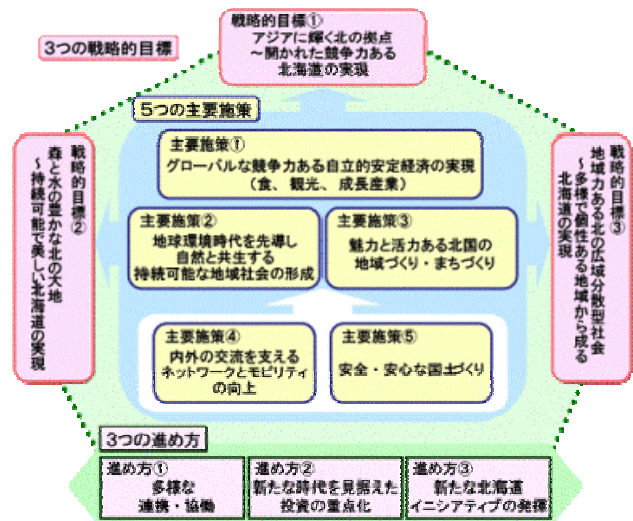 3つの戦略的目標
戦略的目標①
アジアに輝く北の拠点
～開かれた競争力ある
北海道の実現
戦略的目標②
森と水の豊かな北の大地
～持続可能で美しい北海道の実現
戦略的目標③
地域力ある北の広域分散型社会
～多様で個性ある地域から成る
北海道の実現
5つの主要施策
主要施策①
グローバルな競争力ある自立的安定経済の実現
（食、観光、成長産業）
主要施策②
地球環境時代を先導し
自然と共生する
持続可能な地域社会の形成
主要施策③
魅力と活力ある北国の
地域づくり・まちづくり
主要施策④
内外の交流を支える
ネットワークとモビリティ
の向上
主要施策⑤
安全・安心な国土づくり
3つの進め方
進め方①
多様な
連携・協働
進め方②
新たな時代を見据えた
投資の重点化
進め方③
新たな北海道
イニシアティブの発揮